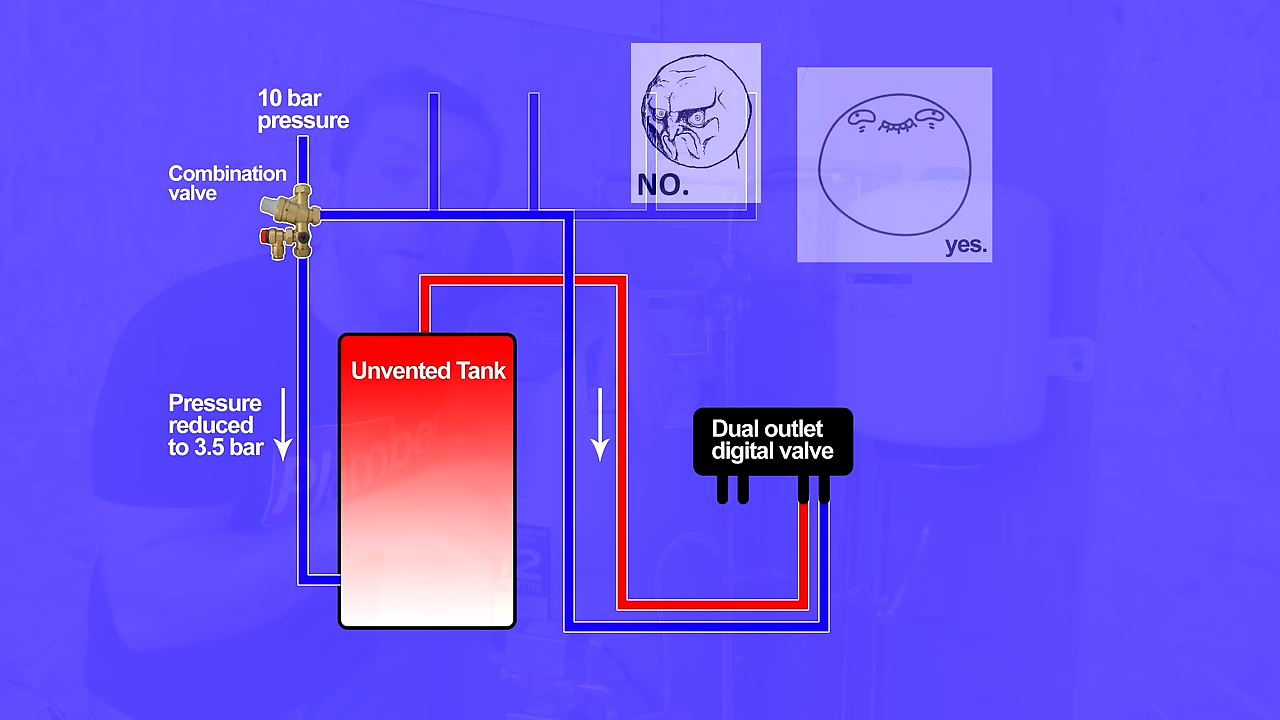 10 bar
pressure
Combination
valve
NO.
yes.
Unvented Tank
Pressure
reduced
to 3.5 bar
Dual outlet
digital valve
Plumber